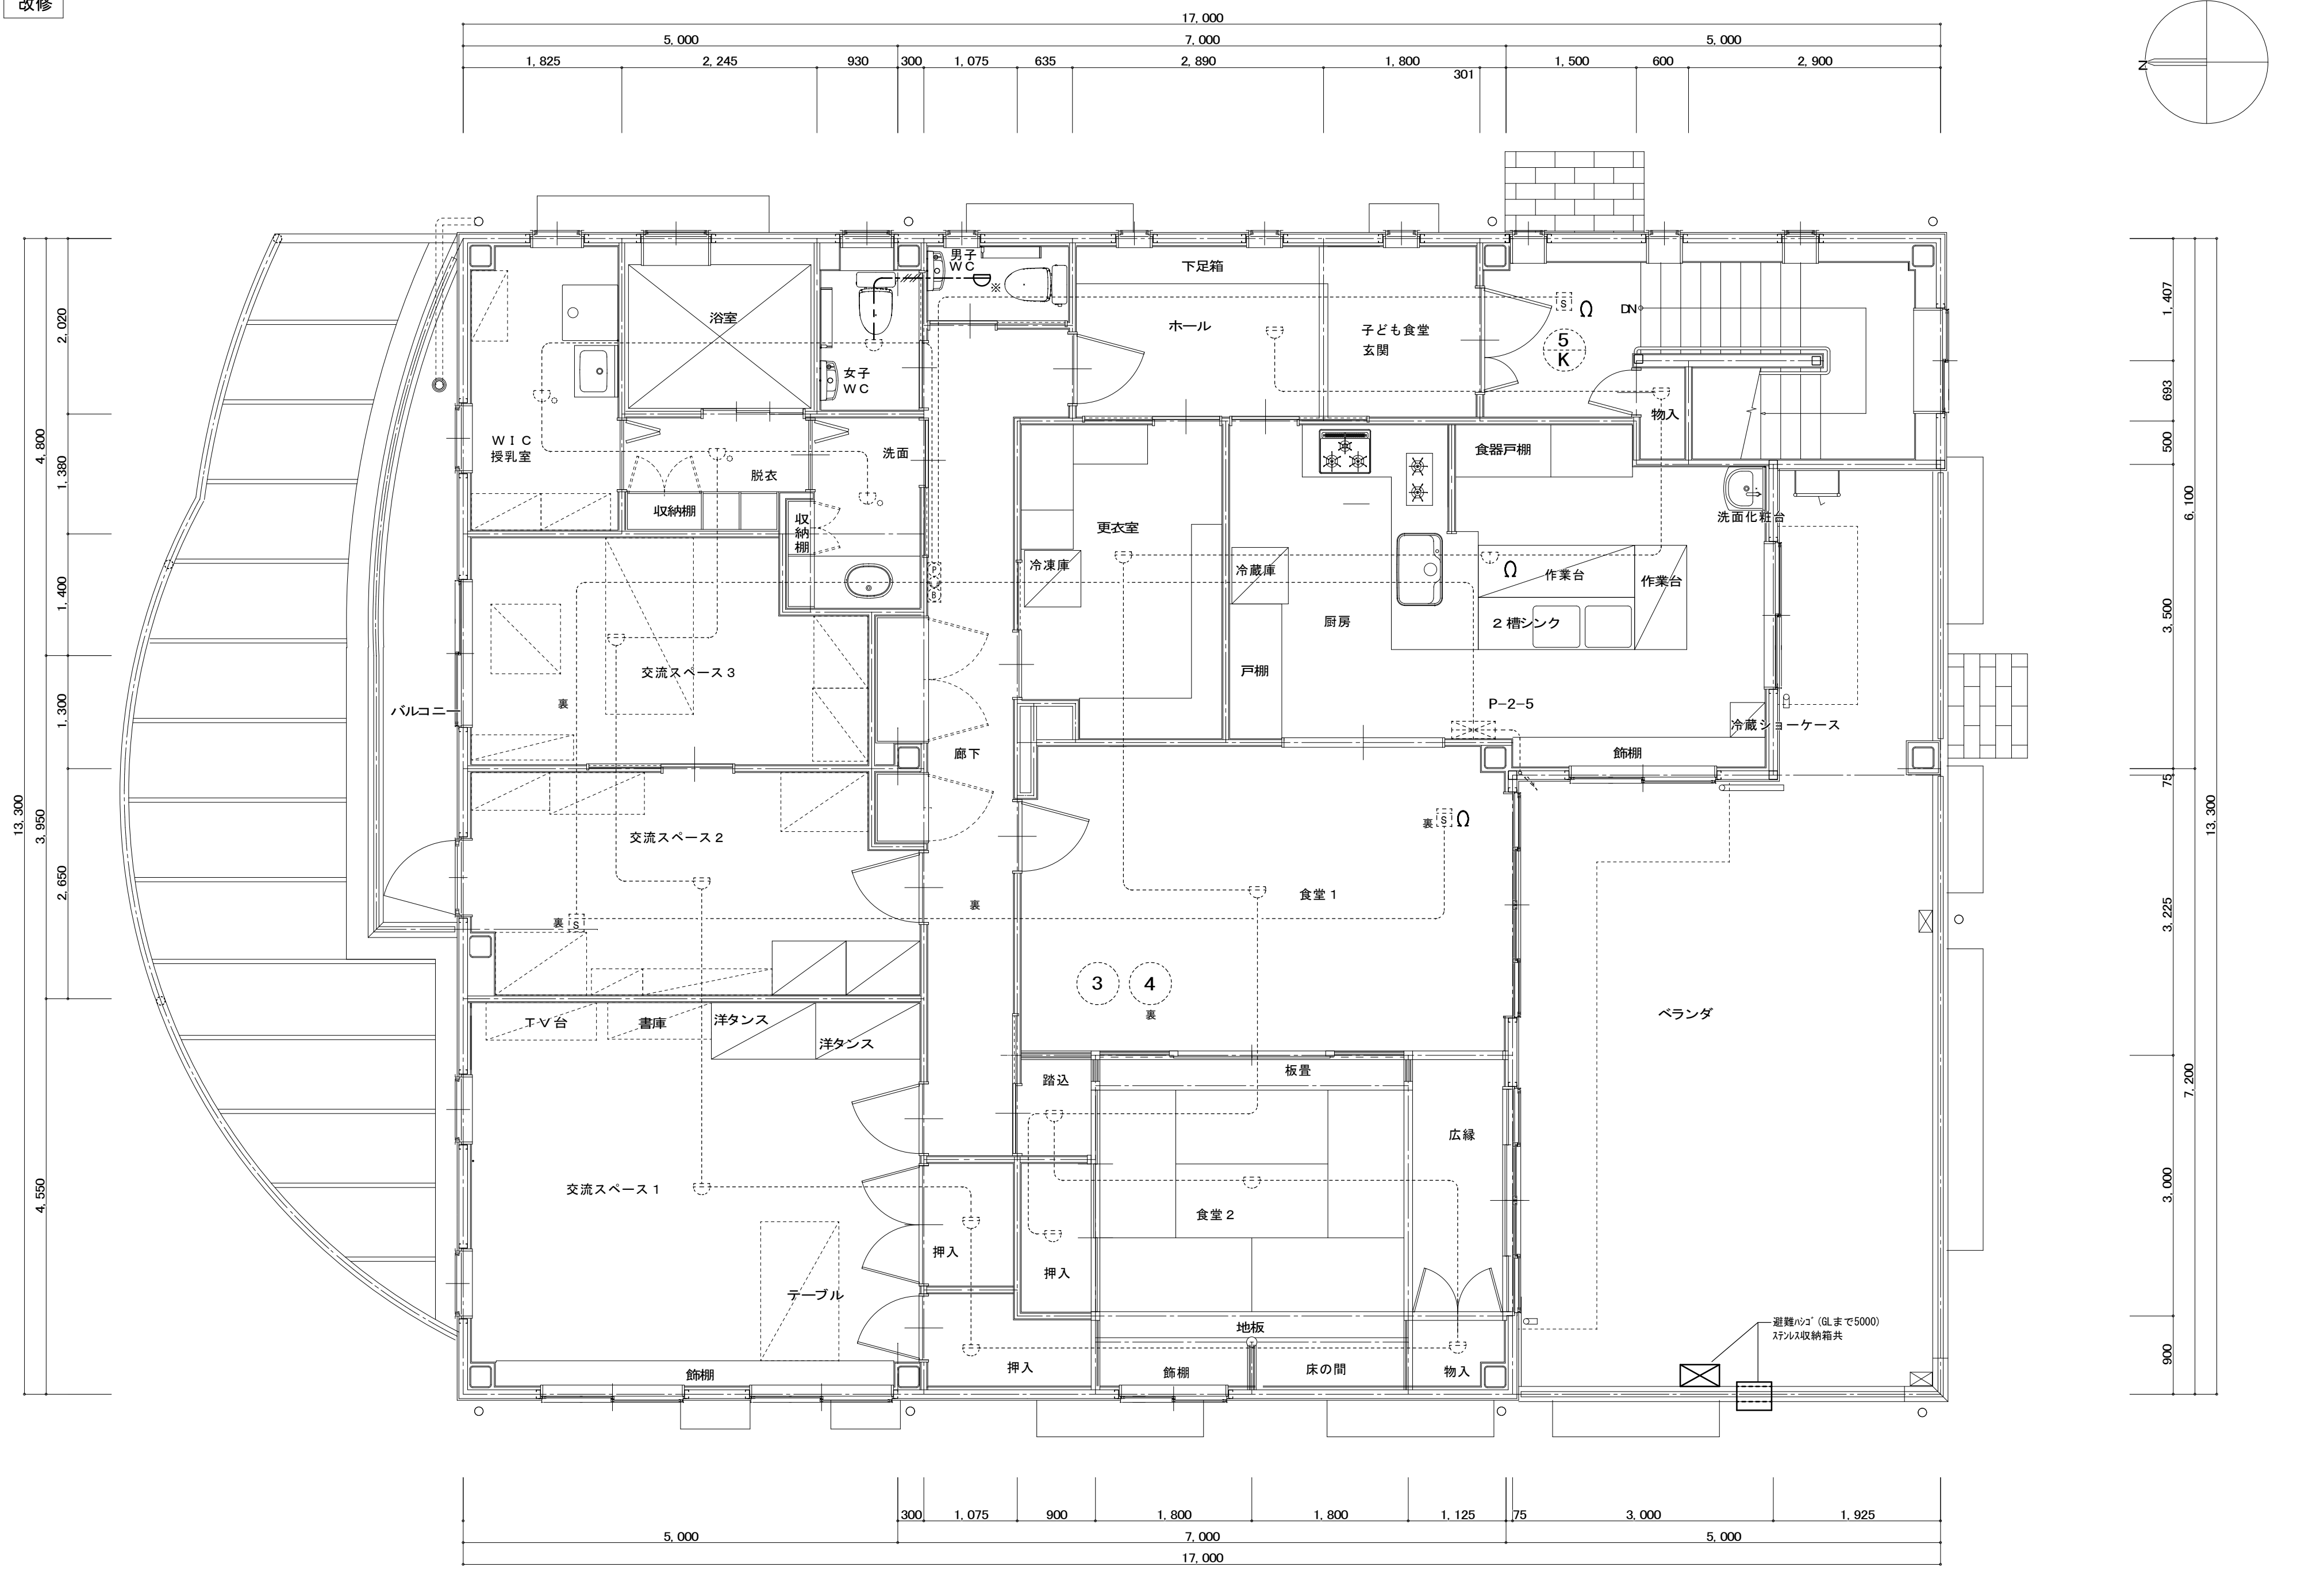 改修
17,000
5,000
7,000
5,000
1,825
2,245
930
300
1,075
635
2,890
1,800
301
1,500
600
2,900
N
男子
WC
※
下足箱
S
DN
浴室
ホール
子ども食堂
玄関
5
K
女子
WC
物入
WIC
授乳室
洗面
食器戸棚
脱衣
収納棚
収納棚
更衣室
洗面化粧台
冷凍庫
P
B
冷蔵庫
作業台
作業台
厨房
2槽シンク
交流スペース3
戸棚
裏
バルコニー
P-2-5
冷蔵ショーケース
廊下
飾棚
交流スペース2
裏
S
食堂1
裏
裏
S
3
4
裏
ベランダ
TV台
書庫
洋タンス
洋タンス
踏込
板畳
広縁
交流スペース1
食堂2
押入
押入
テーブル
地板
避難ハシゴ(GLまで5000)
ステンレス収納箱共
飾棚
押入
飾棚
床の間
物入
13,300
4,800
3,950
4,550
2,020
1,380
1,400
1,300
2,650
1,407
693
500
3,500
75
3,225
3,000
900
6,100
7,200
13,300
300
1,075
900
1,800
1,800
1,125
75
3,000
1,925
5,000
7,000
5,000
17,000